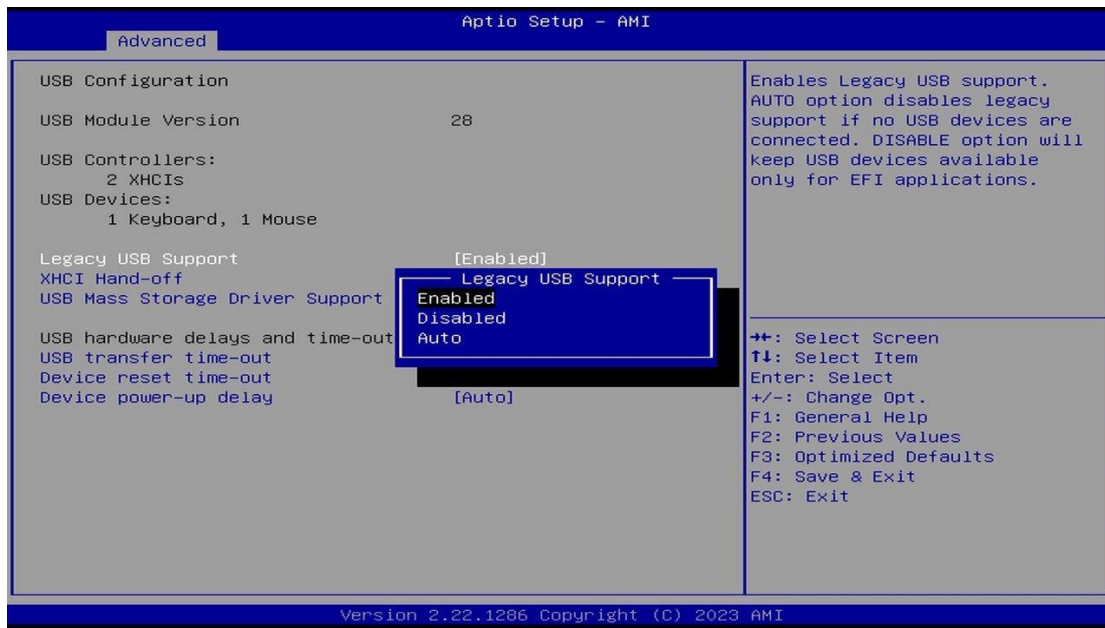 Aptio Setup - AMI
Advanced
USB Configuration
USB Module Version 28
USB Controllers:
2 XHCIs
USB Devices:
1 Keyboard, 1 Mouse
Legacy USB Support [Enabled]
XHCI Hand-off
USB Mass Storage Driver Support
USB hardware delays and time-out
USB transfer time-out
Device reset time-out
Device power-up delay [Auto]
Legacy USB Support
Enabled
Disabled
Auto
Enables Legacy USB support.
AUTO option disables legacy
support if no USB devices are
connected. DISABLE option will
keep USB devices available
only for EFI applications.
→←: Select Screen
↑↓: Select Item
Enter: Select
+/-: Change Opt.
F1: General Help
F2: Previous Values
F3: Optimized Defaults
F4: Save & Exit
ESC: Exit
Version 2.22.1286 Copyright (C) 2023 AMI